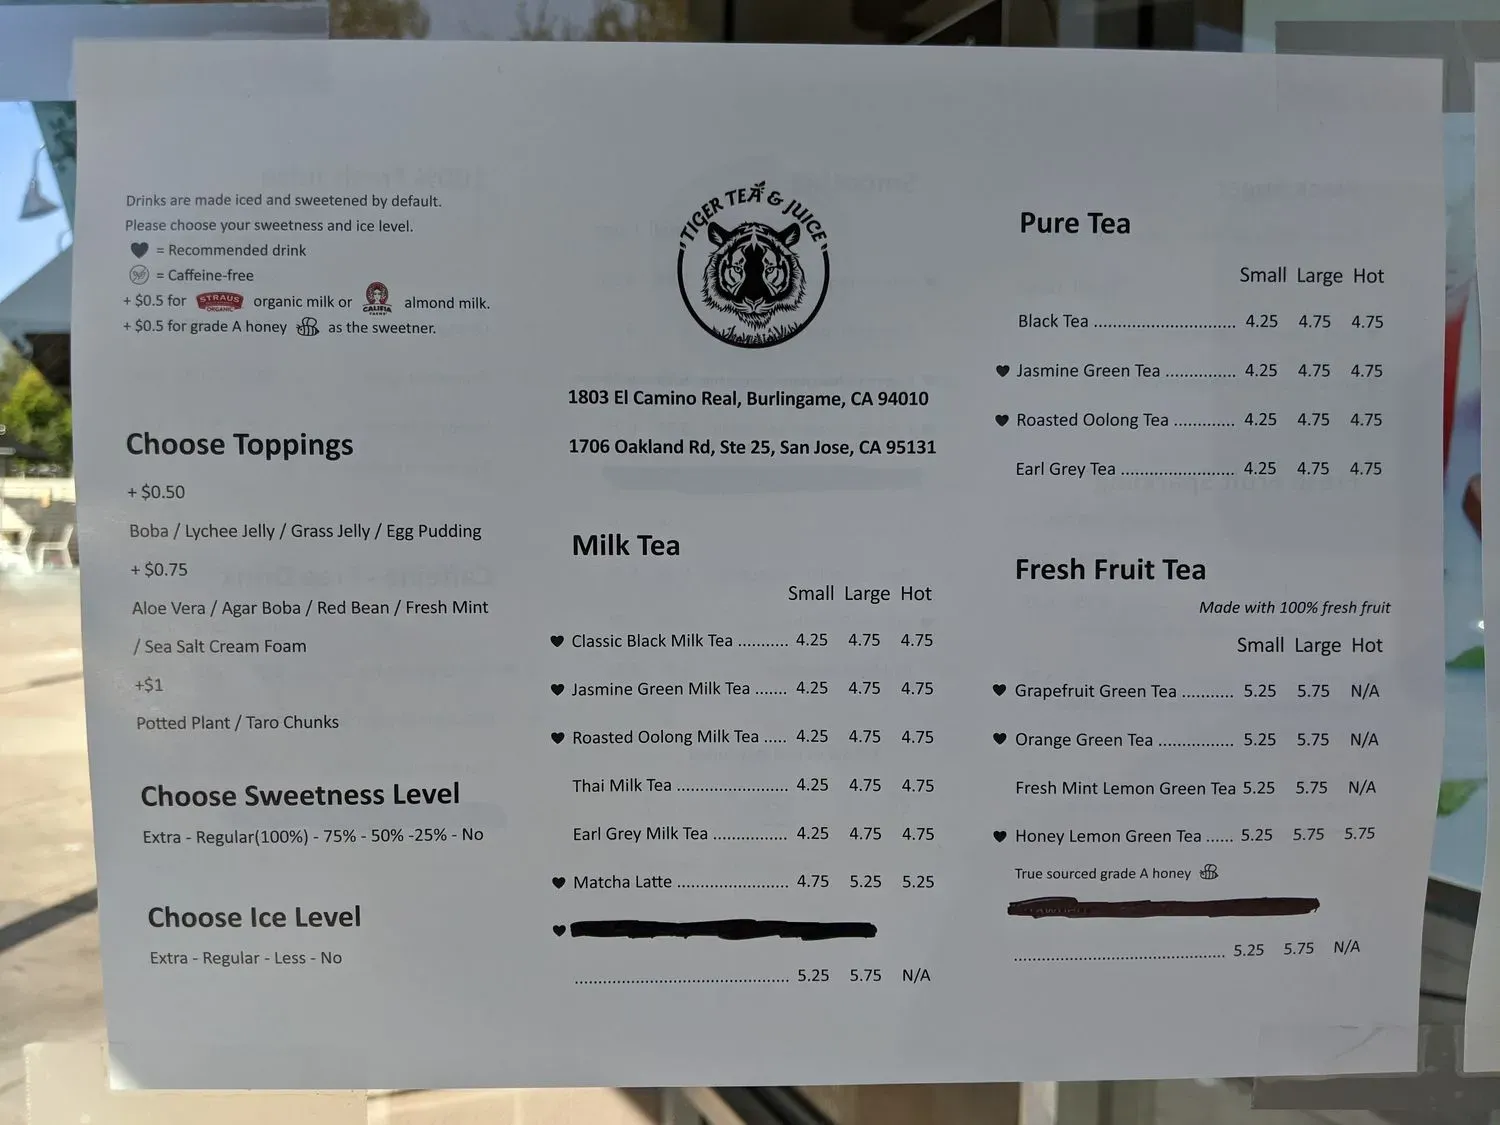 Drinks are made iced and sweetened by default.
Please choose your sweetness and ice level.
= Recommended drink
= Caffeine-free
+ $0.5 for STRAUS ORGANIC organic milk or CALIFIA FARMS almond milk.
+ $0.5 for grade A honey as the sweetner.
Choose Toppings
+ $0.50
Boba / Lychee Jelly / Grass Jelly / Egg Pudding
+ $0.75
Aloe Vera / Agar Boba / Red Bean / Fresh Mint
/ Sea Salt Cream Foam
+$1
Potted Plant / Taro Chunks
Choose Sweetness Level
Extra - Regular(100%) - 75% - 50% -25% - No
Choose Ice Level
Extra - Regular - Less - No
TIGER TEA & JUICE
1803 El Camino Real, Burlingame, CA 94010
1706 Oakland Rd, Ste 25, San Jose, CA 95131
Milk Tea
Small Large Hot
♥ Classic Black Milk Tea ........... 4.25 4.75 4.75
♥ Jasmine Green Milk Tea ....... 4.25 4.75 4.75
♥ Roasted Oolong Milk Tea ..... 4.25 4.75 4.75
Thai Milk Tea ........................ 4.25 4.75 4.75
Earl Grey Milk Tea ................ 4.25 4.75 4.75
♥ Matcha Latte ........................ 4.75 5.25 5.25
♥
.............................................. 5.25 5.75 N/A
Pure Tea
Small Large Hot
Black Tea .............................. 4.25 4.75 4.75
♥ Jasmine Green Tea ............... 4.25 4.75 4.75
♥ Roasted Oolong Tea ............. 4.25 4.75 4.75
Earl Grey Tea ........................ 4.25 4.75 4.75
Fresh Fruit Tea
Made with 100% fresh fruit
Small Large Hot
♥ Grapefruit Green Tea ........... 5.25 5.75 N/A
♥ Orange Green Tea ................ 5.25 5.75 N/A
Fresh Mint Lemon Green Tea 5.25 5.75 N/A
♥ Honey Lemon Green Tea ...... 5.25 5.75 5.75
True sourced grade A honey
............................................. 5.25 5.75 N/A